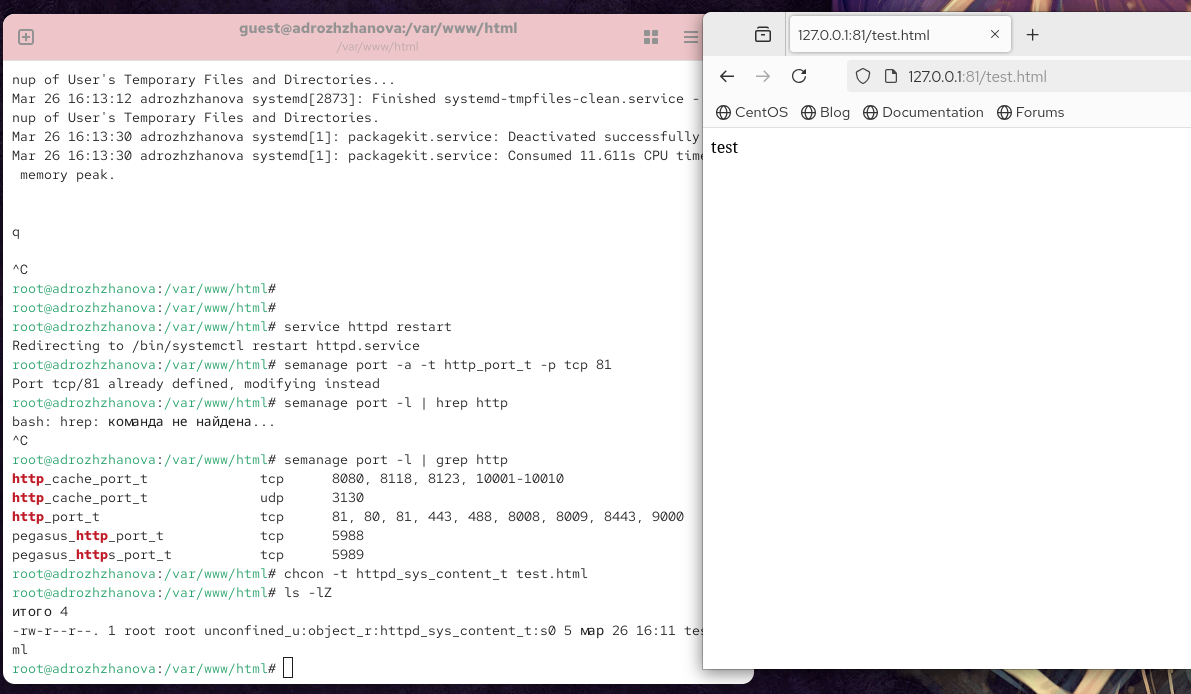 guest@adrozhzhanova:/var/www/html
/var/www/html
nup of User's Temporary Files and Directories...
Mar 26 16:13:12 adrozhzhanova systemd[2873]: Finished systemd-tmpfiles-clean.service -
nup of User's Temporary Files and Directories.
Mar 26 16:13:30 adrozhzhanova systemd[1]: packagekit.service: Deactivated successfully
Mar 26 16:13:30 adrozhzhanova systemd[1]: packagekit.service: Consumed 11.611s CPU time
memory peak.
q
^C
root@adrozhzhanova:/var/www/html#
root@adrozhzhanova:/var/www/html#
root@adrozhzhanova:/var/www/html# service httpd restart
Redirecting to /bin/systemctl restart httpd.service
root@adrozhzhanova:/var/www/html# semanage port -a -t http_port_t -p tcp 81
Port tcp/81 already defined, modifying instead
root@adrozhzhanova:/var/www/html# semanage port -l | hrep http
bash: hrep: команда не найдена...
^C
root@adrozhzhanova:/var/www/html# semanage port -l | grep http
http_cache_port_t tcp 8080, 8118, 8123, 10001-10010
http_cache_port_t udp 3130
http_port_t tcp 81, 80, 81, 443, 488, 8008, 8009, 8443, 9000
pegasus_http_port_t tcp 5988
pegasus_https_port_t tcp 5989
root@adrozhzhanova:/var/www/html# chcon -t httpd_sys_content_t test.html
root@adrozhzhanova:/var/www/html# ls -lZ
итого 4
-rw-r--r--. 1 root root unconfined_u:object_r:httpd_sys_content_t:s0 5 мар 26 16:11 tes
ml
root@adrozhzhanova:/var/www/html#
127.0.0.1:81/test.html
127.0.0.1:81/test.html
CentOS Blog Documentation Forums
test